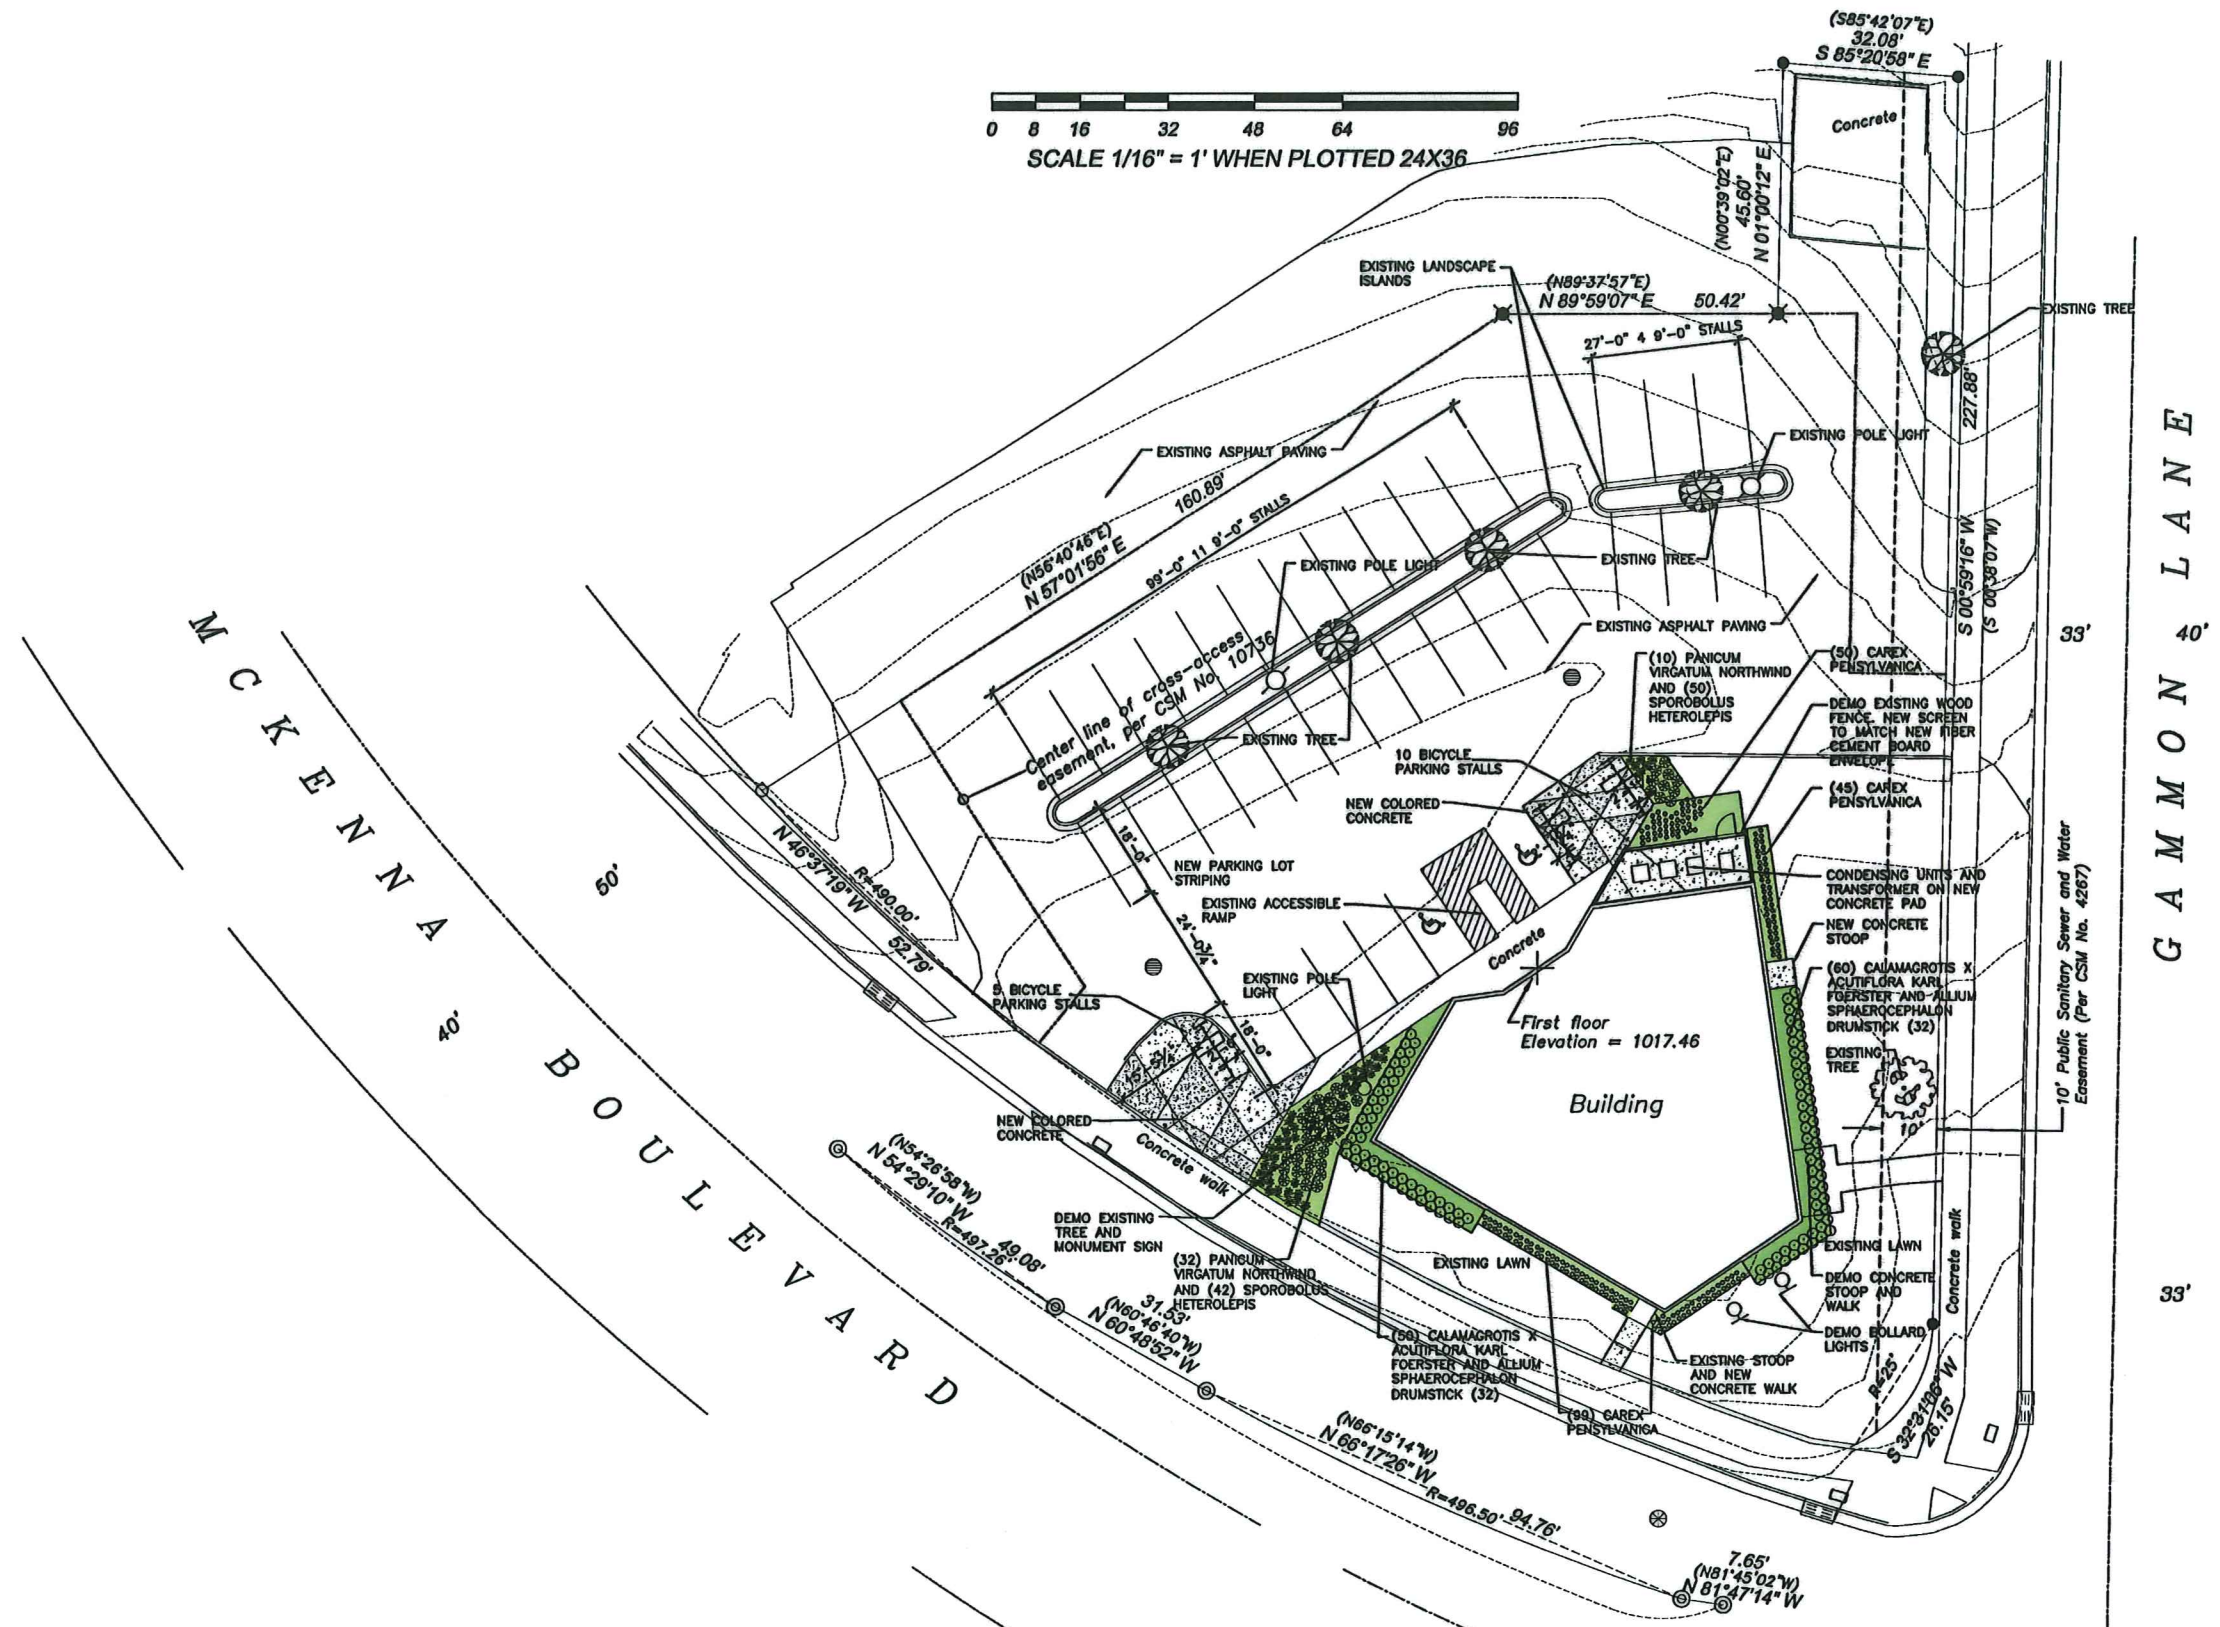 (S85°42'07"E)
32.08'
S 85°20'58" E
0 8 16 32 48 64 96
SCALE 1/16" = 1' WHEN PLOTTED 24X36
Concrete
(N00°39'02"E)
45.60'
N 01°00'12" E
EXISTING LANDSCAPE
ISLANDS
(N89°37'57"E)
N 89°59'07" E 50.42'
27'-0" 4 9'-0" STALLS
EXISTING TREE
227.88'
EXISTING POLE LIGHT
EXISTING ASPHALT PAVING
160.89'
(N56°40'46"E)
N 57°01'56" E
99'-0" 11 9'-0" STALLS
EXISTING POLE LIGHT
EXISTING TREE
S 00°59'16" W
(S 00°38'07"W)
GAMMON LANE
33'
40'
EXISTING ASPHALT PAVING
Center line of cross-access
easement, per CSM No. 10736
EXISTING TREE
(10) PANICUM
VIRGATUM NORTHWIND
AND (50)
SPOROBOLUS
HETEROLEPIS
(50) CAREX
PENSYLVANICA
DEMO EXISTING WOOD
FENCE. NEW SCREEN
TO MATCH NEW FIBER
CEMENT BOARD
ENVELOPE
10 BICYCLE
PARKING STALLS
NEW COLORED
CONCRETE
(45) CAREX
PENSYLVANICA
MCKENNA BOULEVARD
50'
40'
N 46°37'19" W
R=490.00'
52.79'
18'-0"
NEW PARKING LOT
STRIPING
EXISTING ACCESSIBLE
RAMP
24'-0¾"
CONDENSING UNITS AND
TRANSFORMER ON NEW
CONCRETE PAD
NEW CONCRETE
STOOP
Concrete
10' Public Sanitary Sewer and Water
Easement (Per CSM No. 4267)
5 BICYCLE
PARKING STALLS
EXISTING POLE
LIGHT
18'-0"
First floor
Elevation = 1017.46
(60) CALAMAGROTIS X
ACUTIFLORA KARL
FOERSTER AND ALLIUM
SPHAEROCEPHALON
DRUMSTICK (32)
EXISTING
TREE
10'
Building
NEW COLORED
CONCRETE
Concrete walk
(N54°26'58"W)
N 54°29'10" W
R=497.26'
49.08'
DEMO EXISTING
TREE AND
MONUMENT SIGN
(32) PANICUM
VIRGATUM NORTHWIND
AND (42) SPOROBOLUS
HETEROLEPIS
EXISTING LAWN
EXISTING LAWN
Concrete walk
DEMO CONCRETE
STOOP AND
WALK
DEMO BOLLARD
LIGHTS
33'
31.53'
(N60°46'40"W)
N 60°48'52" W
(50) CALAMAGROTIS X
ACUTIFLORA KARL
FOERSTER AND ALLIUM
SPHAEROCEPHALON
DRUMSTICK (32)
EXISTING STOOP
AND NEW
CONCRETE WALK
(99) CAREX
PENSYLVANICA
R=25'
S 32°31'06" W
26.15'
(N66°15'14"W)
N 66°17'26" W
R=496.50' 94.76'
7.65'
(N81°45'02"W)
N 81°47'14" W